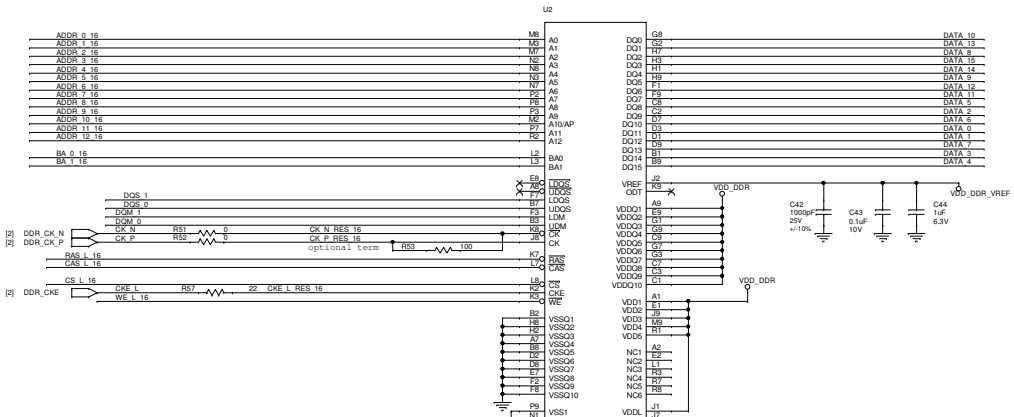 U2
ADDR_0_16 M8 A0 DQ0 G8 DATA_10
ADDR_1_16 M3 A1 DQ1 G2 DATA_13
ADDR_2_16 M7 A2 DQ2 H7 DATA_8
ADDR_3_16 N2 A3 DQ3 H3 DATA_15
ADDR_4_16 N8 A4 DQ4 H1 DATA_14
ADDR_5_16 N3 A5 DQ5 H9 DATA_9
ADDR_6_16 N7 A6 DQ6 F1 DATA_12
ADDR_7_16 P2 A7 DQ7 F9 DATA_11
ADDR_8_16 P8 A8 DQ8 C8 DATA_5
ADDR_9_16 P3 A9 DQ9 C2 DATA_2
ADDR_10_16 M2 A10/AP DQ10 D7 DATA_6
ADDR_11_16 P7 A11 DQ11 D3 DATA_0
ADDR_12_16 R2 A12 DQ12 D1 DATA_1
DQ13 D9 DATA_7
BA_0_16 L2 BA0 DQ14 B1 DATA_3
BA_1_16 L3 BA1 DQ15 B9 DATA_4
E8 LDQS VREF J2 VDD_DDR_VREF
A8 UDQS ODT K9 VDD_DDR
DQS_1 F7 LDQS
DQS_0 B7 UDQS VDDQ1 A9
DQM_1 F3 LDM VDDQ2 E9
DQM_0 B3 UDM VDDQ3 G1
[2] DDR_CK_N CK_N R51 0 CK_N_RES_16 K8 CK VDDQ4 G9
[2] DDR_CK_P CK_P R52 0 CK_P_RES_16 J8 CK VDDQ5 C9
optional term R53 100 VDDQ6 G7
RAS_L_16 K7 RAS VDDQ7 G3
CAS_L_16 L7 CAS VDDQ8 C7
VDDQ9 C3
CS_L_16 L8 CS VDDQ10 C1
[2] DDR_CKE CKE_L R57 22 CKE_L_RES_16 K2 CKE
WE_L_16 K3 WE
C42
1000pF
25V
+/-10%
C43
0.1uF
10V
C44
1uF
6.3V
VDD_DDR
VDD1 A1
VDD2 E1
B2 VSSQ1 VDD3 J9
H8 VSSQ2 VDD4 M9
H2 VSSQ3 VDD5 R1
A7 VSSQ4
B8 VSSQ5 NC1 A2
D2 VSSQ6 NC2 E2
D8 VSSQ7 NC3 L1
E7 VSSQ8 NC4 R3
F2 VSSQ9 NC5 R7
F8 VSSQ10 NC6 R8
P9 VSS1 VDDL J1
N1 J7